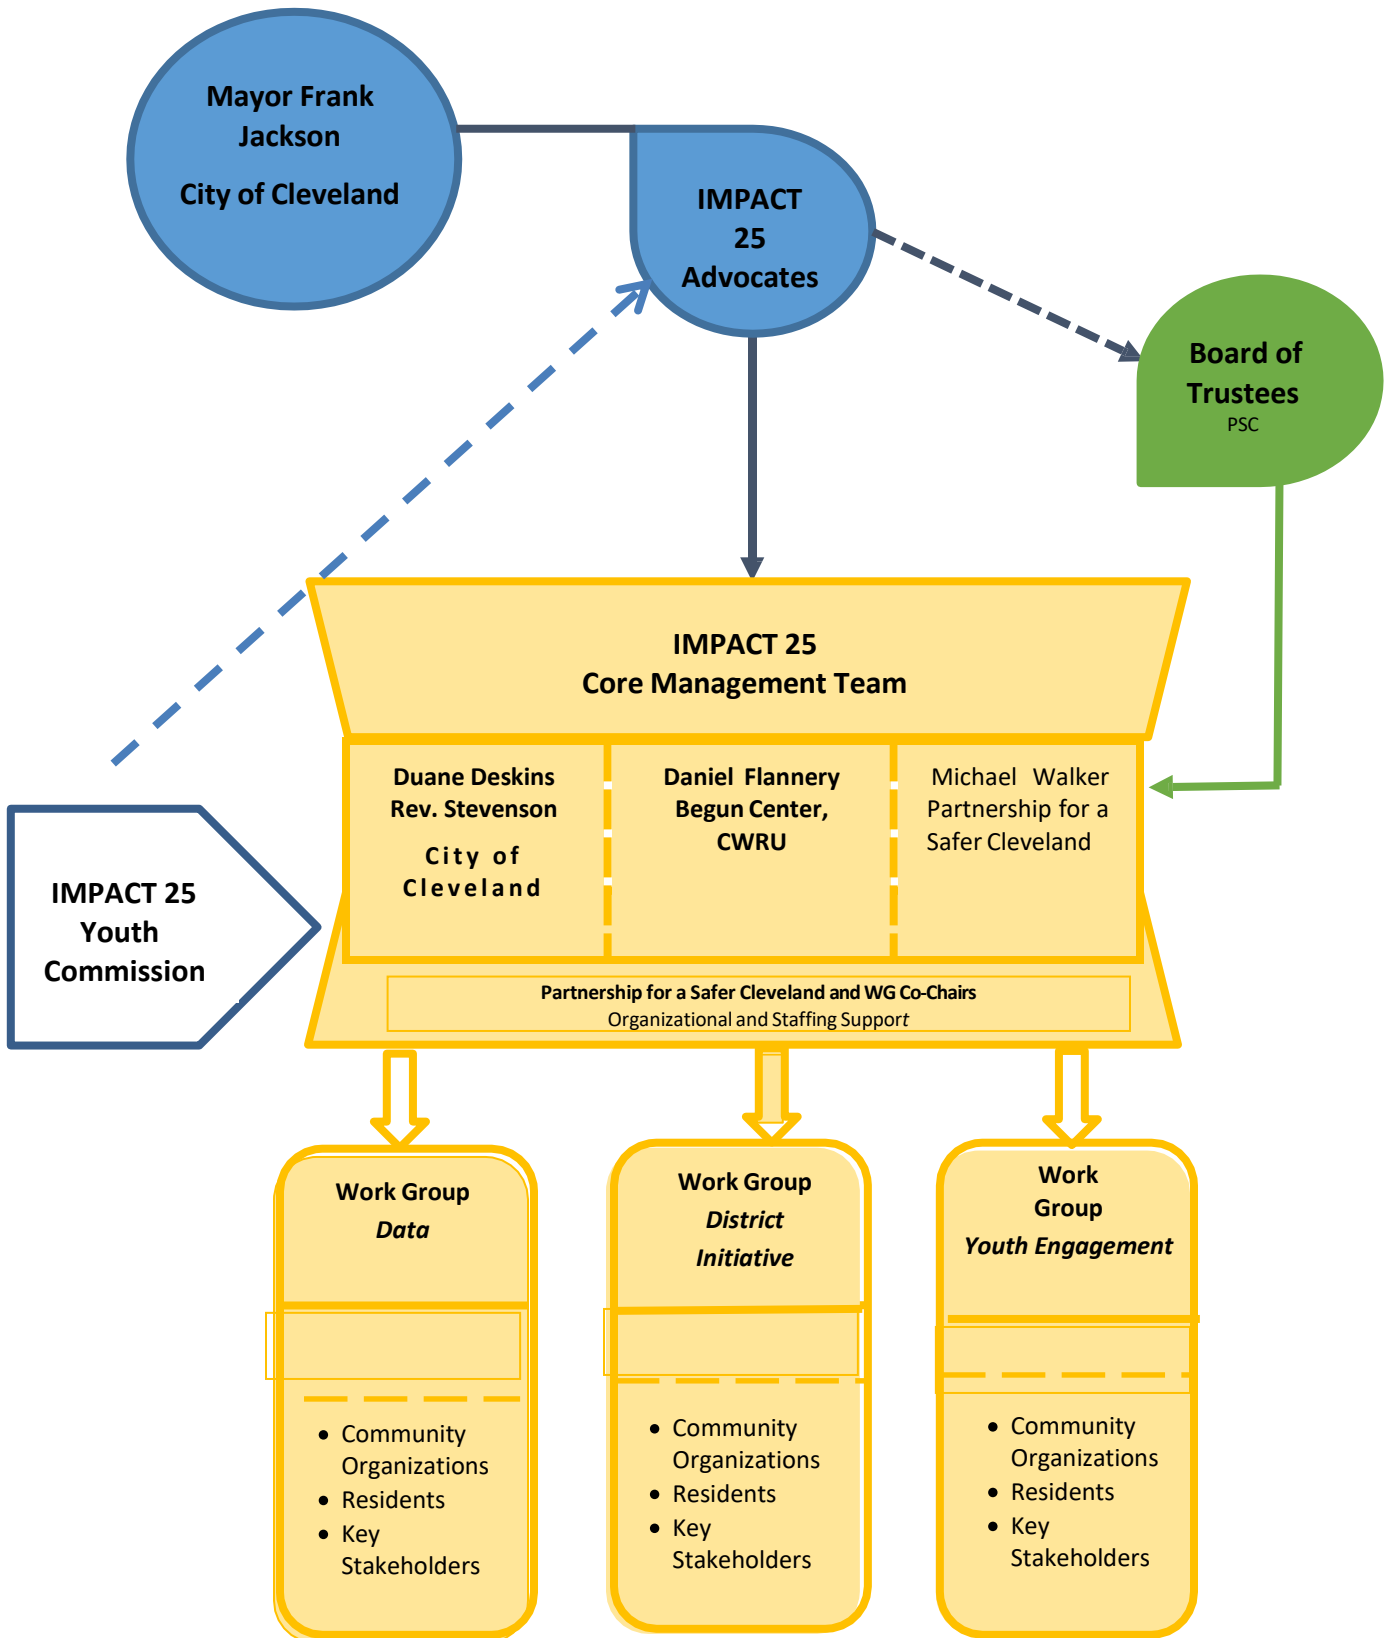 Mayor Frank
Jackson
City of Cleveland
IMPACT
25
Advocates
Board of
Trustees
PSC
IMPACT 25
Core Management Team
Duane Deskins
Rev. Stevenson
City of
Cleveland
Daniel Flannery
Begun Center,
CWRU
Michael Walker
Partnership for a
Safer Cleveland
IMPACT 25
Youth
Commission
Partnership for a Safer Cleveland and WG Co-Chairs
Organizational and Staffing Support
Work Group
Data
• Community
Organizations
• Residents
• Key
Stakeholders
Work Group
District
Initiative
• Community
Organizations
• Residents
• Key
Stakeholders
Work
Group
Youth Engagement
• Community
Organizations
• Residents
• Key
Stakeholders